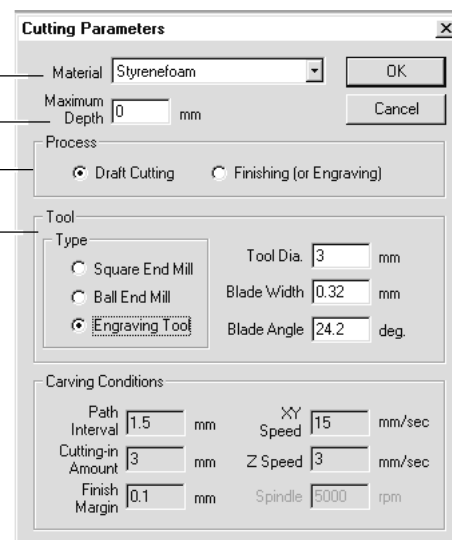 Cutting Parameters
Material Styrenefoam OK
Maximum Depth 0 mm Cancel
Process
Draft Cutting Finishing (or Engraving)
Tool
Type
Square End Mill
Ball End Mill
Engraving Tool
Tool Dia. 3 mm
Blade Width 0.32 mm
Blade Angle 24.2 deg.
Carving Conditions
Path Interval 1.5 mm XY Speed 15 mm/sec
Cutting-in Amount 3 mm Z Speed 3 mm/sec
Finish Margin 0.1 mm Spindle 5000 rpm